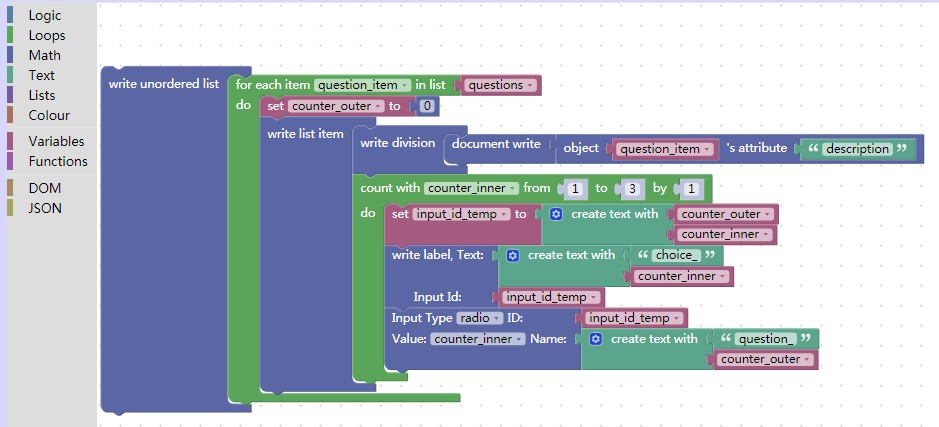 Logic
Loops
Math
Text
Lists
Colour
Variables
Functions
DOM
JSON
write unordered list
for each item question_item in list questions
do set counter_outer to 0
write list item
write division document write object question_item 's attribute “ description ”
count with counter_inner from 1 to 3 by 1
do set input_id_temp to create text with counter_outer
counter_inner
write label, Text: create text with “ choice_ ”
counter_inner
Input Id: input_id_temp
Input Type radio ID: input_id_temp
Value: counter_inner Name: create text with “ question_ ”
counter_outer